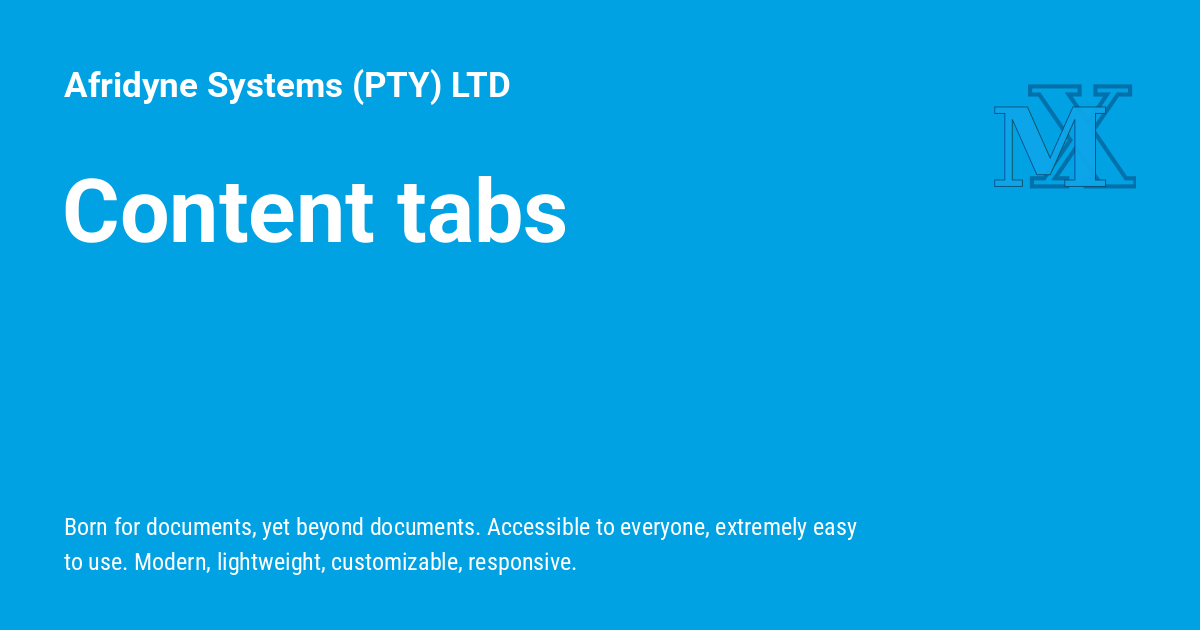 Afridyne Systems (PTY) LTD
MX
Content tabs
Born for documents, yet beyond documents. Accessible to everyone, extremely easy
to use. Modern, lightweight, customizable, responsive.